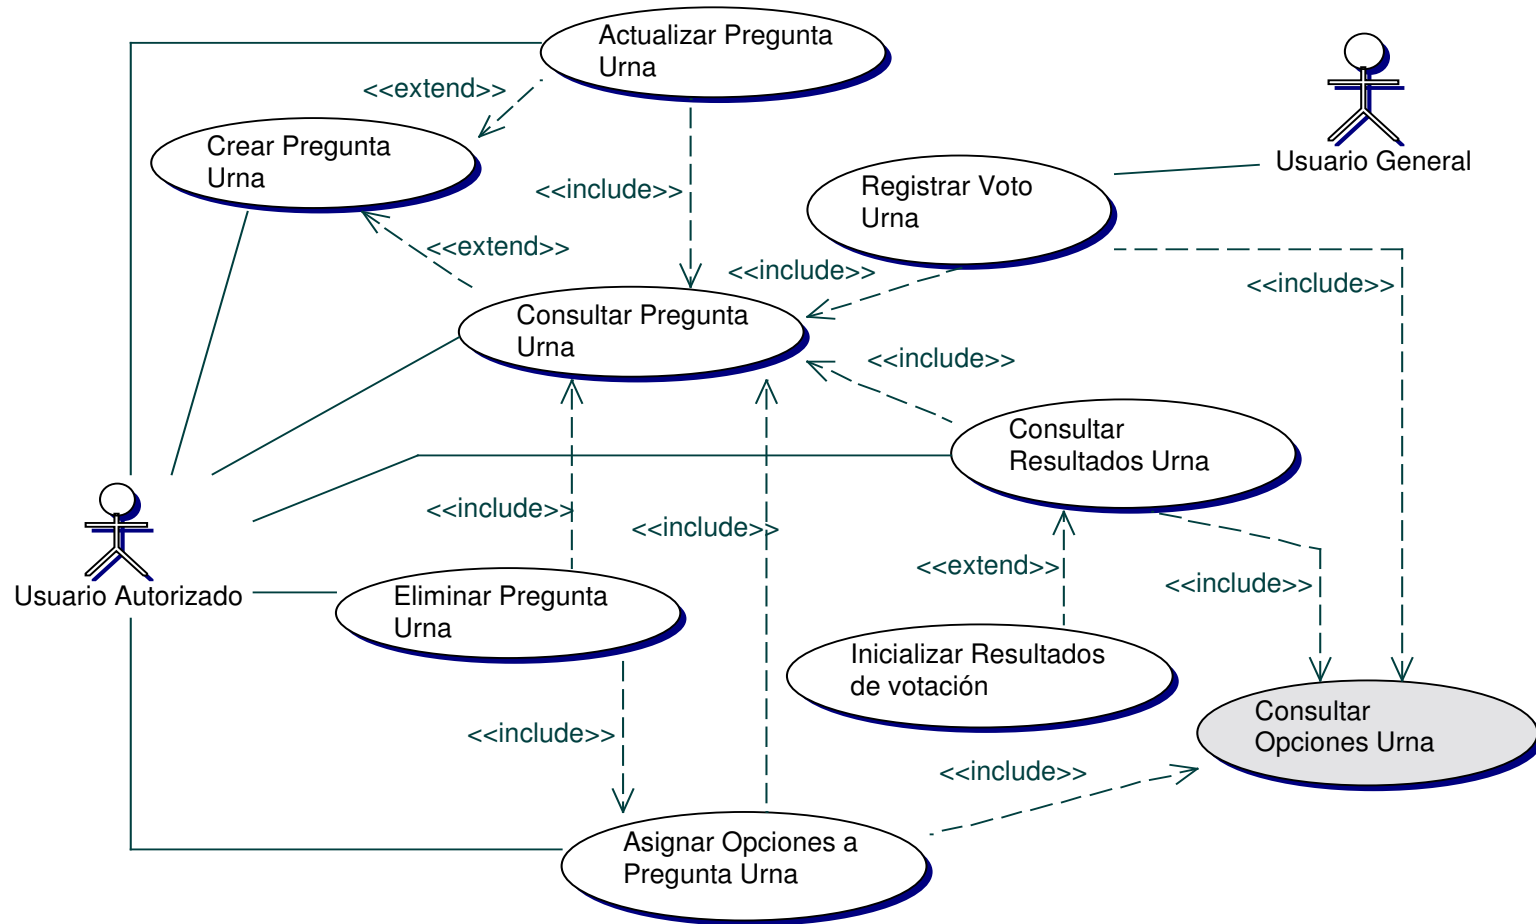 Actualizar Pregunta
Urna
<<extend>>
Crear Pregunta
Urna
Usuario General
<<include>>
Registrar Voto
Urna
<<extend>>
<<include>>
<<include>>
Consultar Pregunta
Urna
<<include>>
Consultar
Resultados Urna
<<include>>
<<include>>
<<extend>>
<<include>>
Usuario Autorizado
Eliminar Pregunta
Urna
Inicializar Resultados
de votación
Consultar
Opciones Urna
<<include>>
<<include>>
Asignar Opciones a
Pregunta Urna